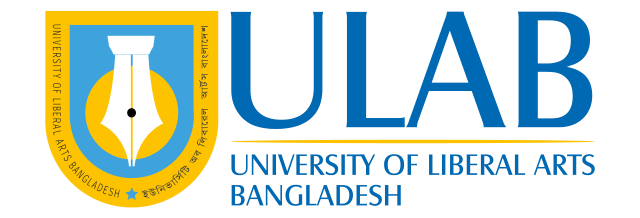 UNIVERSITY OF LIBERAL ARTS BANGLADESH
ইউনিভার্সিটি অব লিবারেল আর্টস বাংলাদেশ
ULAB
UNIVERSITY OF LIBERAL ARTS
BANGLADESH